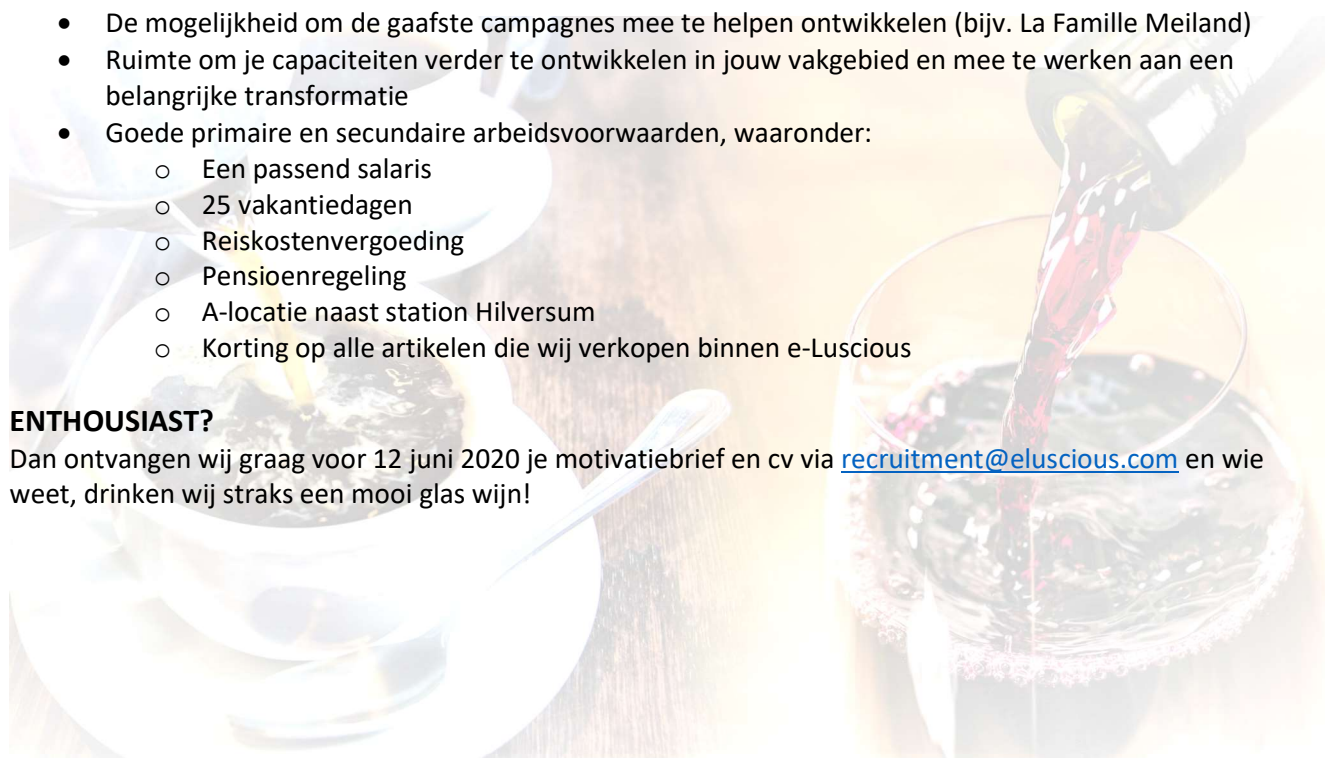 • De mogelijkheid om de gaafste campagnes mee te helpen ontwikkelen (bijv. La Famille Meiland)
• Ruimte om je capaciteiten verder te ontwikkelen in jouw vakgebied en mee te werken aan een
belangrijke transformatie
• Goede primaire en secundaire arbeidsvoorwaarden, waaronder:
o Een passend salaris
o 25 vakantiedagen
o Reiskostenvergoeding
o Pensioenregeling
o A-locatie naast station Hilversum
o Korting op alle artikelen die wij verkopen binnen e-Luscious
ENTHOUSIAST?
Dan ontvangen wij graag voor 12 juni 2020 je motivatiebrief en cv via recruitment@eluscious.com en wie
weet, drinken wij straks een mooi glas wijn!